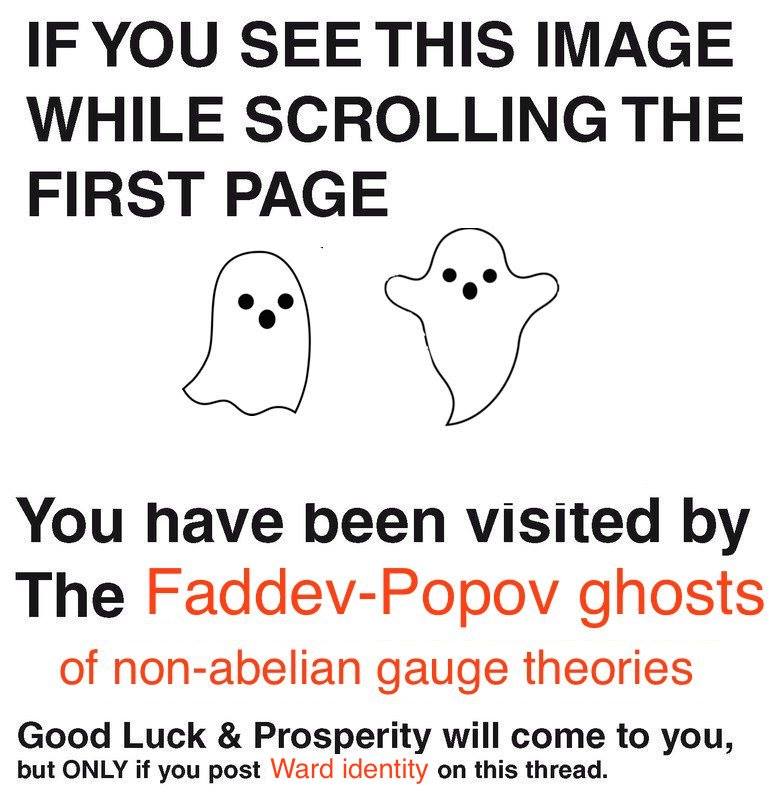 IF YOU SEE THIS IMAGE
WHILE SCROLLING THE
FIRST PAGE
You have been visited by
The Faddev-Popov ghosts
of non-abelian gauge theories
Good Luck & Prosperity will come to you,
but ONLY if you post Ward identity on this thread.